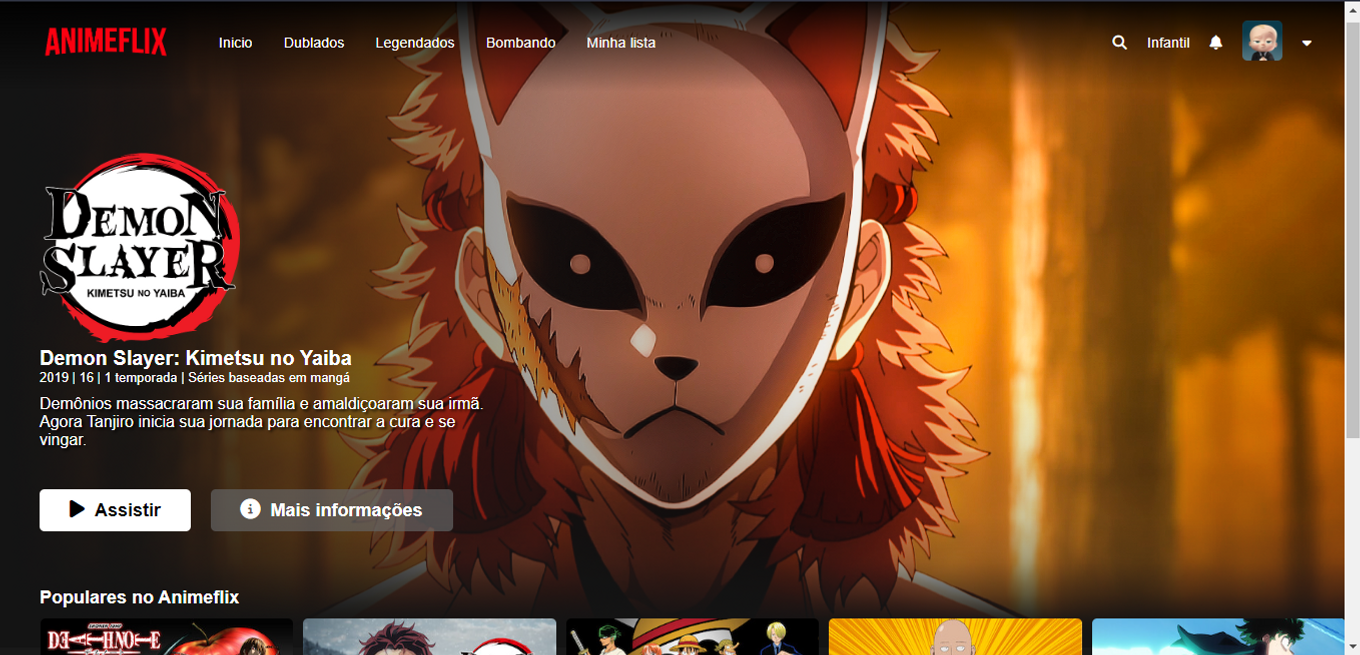 ANIMEFLIX
Inicio
Dublados
Legendados
Bombando
Minha lista
Infantil
DEMON
SLAYER
KIMETSU NO YAIBA
Demon Slayer: Kimetsu no Yaiba
2019 | 16 | 1 temporada | Séries baseadas em mangá
Demônios massacraram sua família e amaldiçoaram sua irmã.
Agora Tanjiro inicia sua jornada para encontrar a cura e se
vingar.
Assistir
Mais informações
Populares no Animeflix
DEATH NOTE